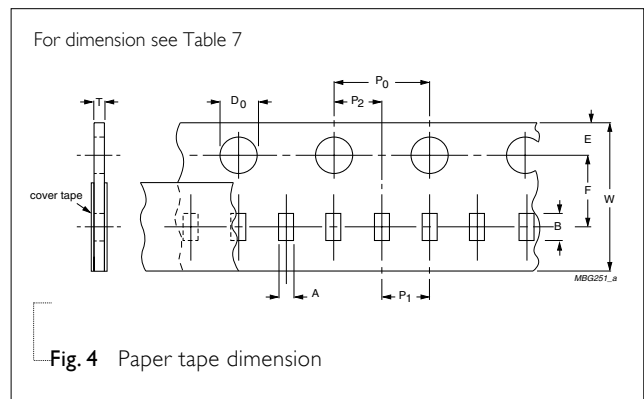 For dimension see Table 7
P0
D0
P2
T
E
F
W
cover tape
B
MBG251_a
A
P1
Fig. 4 Paper tape dimension